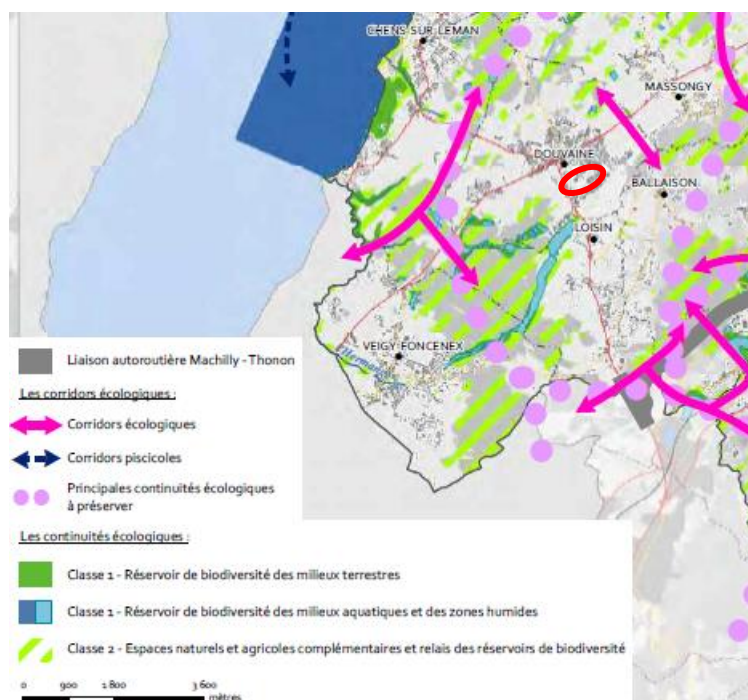 CHENS-SUR-LEMAN
MASSONGY
DOUVAINE
BALLAISON
LOISIN
VEIGY-FONCENEX
Hermance
Liaison autoroutière Machilly - Thonon
Les corridors écologiques :
Corridors écologiques
Corridors piscicoles
Principales continuités écologiques
à préserver
Les continuités écologiques :
Classe 1 - Réservoir de biodiversité des milieux terrestres
Classe 1 - Réservoir de biodiversité des milieux aquatiques et des zones humides
Classe 2 - Espaces naturels et agricoles complémentaires et relais des réservoirs de biodiversité
0 900 1 800 3 600
mètres